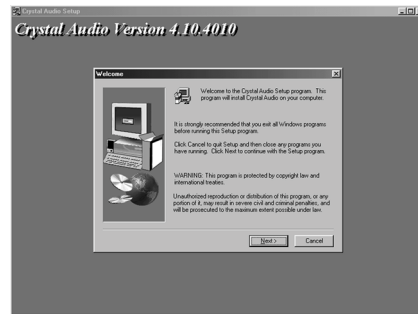 Crystal Audio Setup
Crystal Audio Version 4.10.4010
Welcome
Welcome to the Crystal Audio Setup program. This
program will install Crystal Audio on your computer.
It is strongly recommended that you exit all Windows programs
before running this Setup program.
Click Cancel to quit Setup and then close any programs you
have running. Click Next to continue with the Setup program.
WARNING: This program is protected by copyright law and
international treaties.
Unauthorized reproduction or distribution of this program, or any
portion of it, may result in severe civil and criminal penalties, and
will be prosecuted to the maximum extent possible under law.
Next >
Cancel